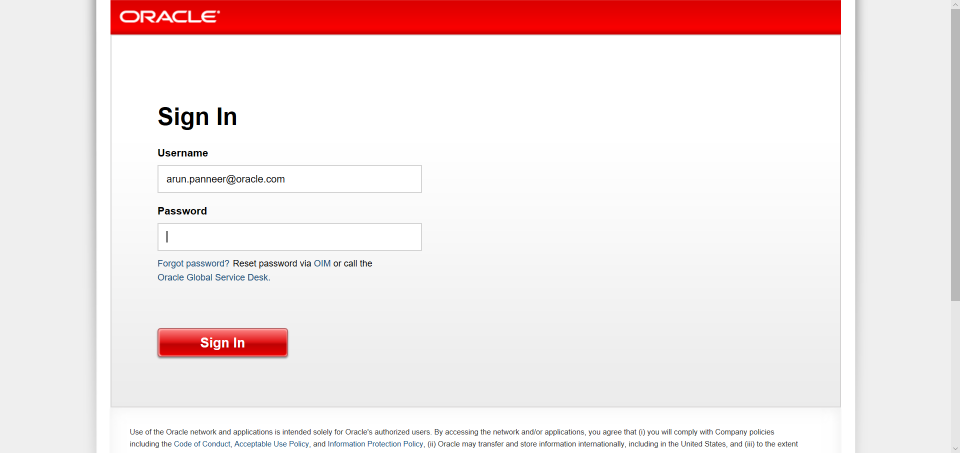 ORACLE®
Sign In
Username
arun.panneer@oracle.com
Password
Forgot password? Reset password via OIM or call the
Oracle Global Service Desk.
Sign In
Use of the Oracle network and applications is intended solely for Oracle's authorized users. By accessing the network and/or applications, you agree that (i) you will comply with Company policies
including the Code of Conduct, Acceptable Use Policy, and Information Protection Policy, (ii) Oracle may transfer and store information internationally, including in the United States, and (iii) to the extent